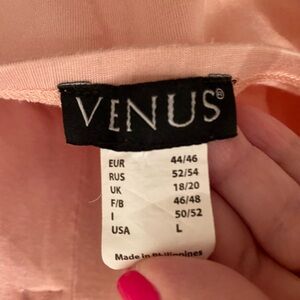 VENUS®
EUR 44/46
RUS 52/54
UK 18/20
F/B 46/48
I 50/52
USA L
Made in Philippines